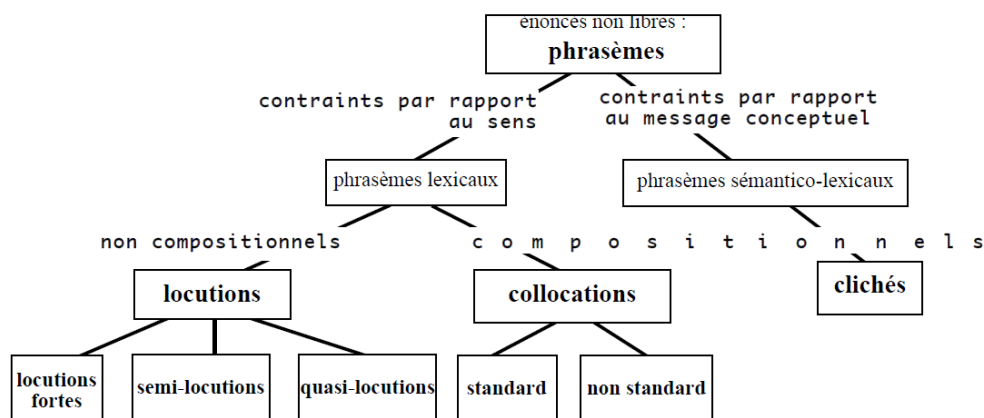 énoncés non libres :
phrasèmes
contraints par rapport
au sens
contraints par rapport
au message conceptuel
phrasèmes lexicaux
phrasèmes sémantico-lexicaux
non compositionnels
c o m p o s i t i o n n e l s
locutions
collocations
clichés
locutions
fortes
semi-locutions
quasi-locutions
standard
non standard